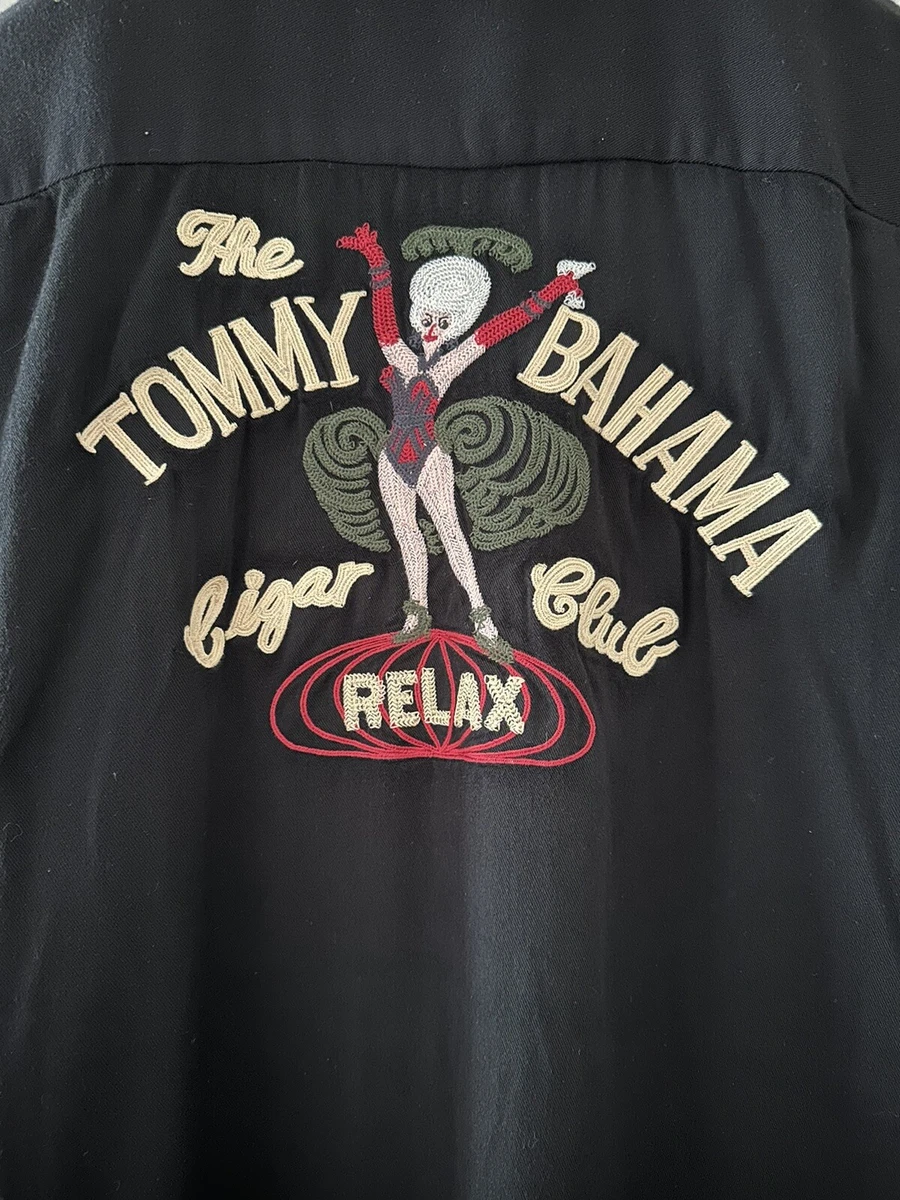 The
TOMMY BAHAMA
Cigar Club
RELAX